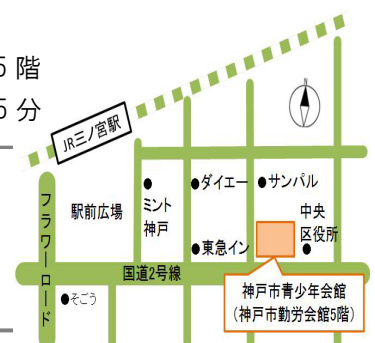 5階
5分
JR三ノ宮駅
N
フラワーロード
駅前広場
●ミント
神戸
●ダイエー
●サンパル
中央
区役所
●東急イン
国道2号線
●そごう
神戸市青少年会館
（神戸市勤労会館5階）